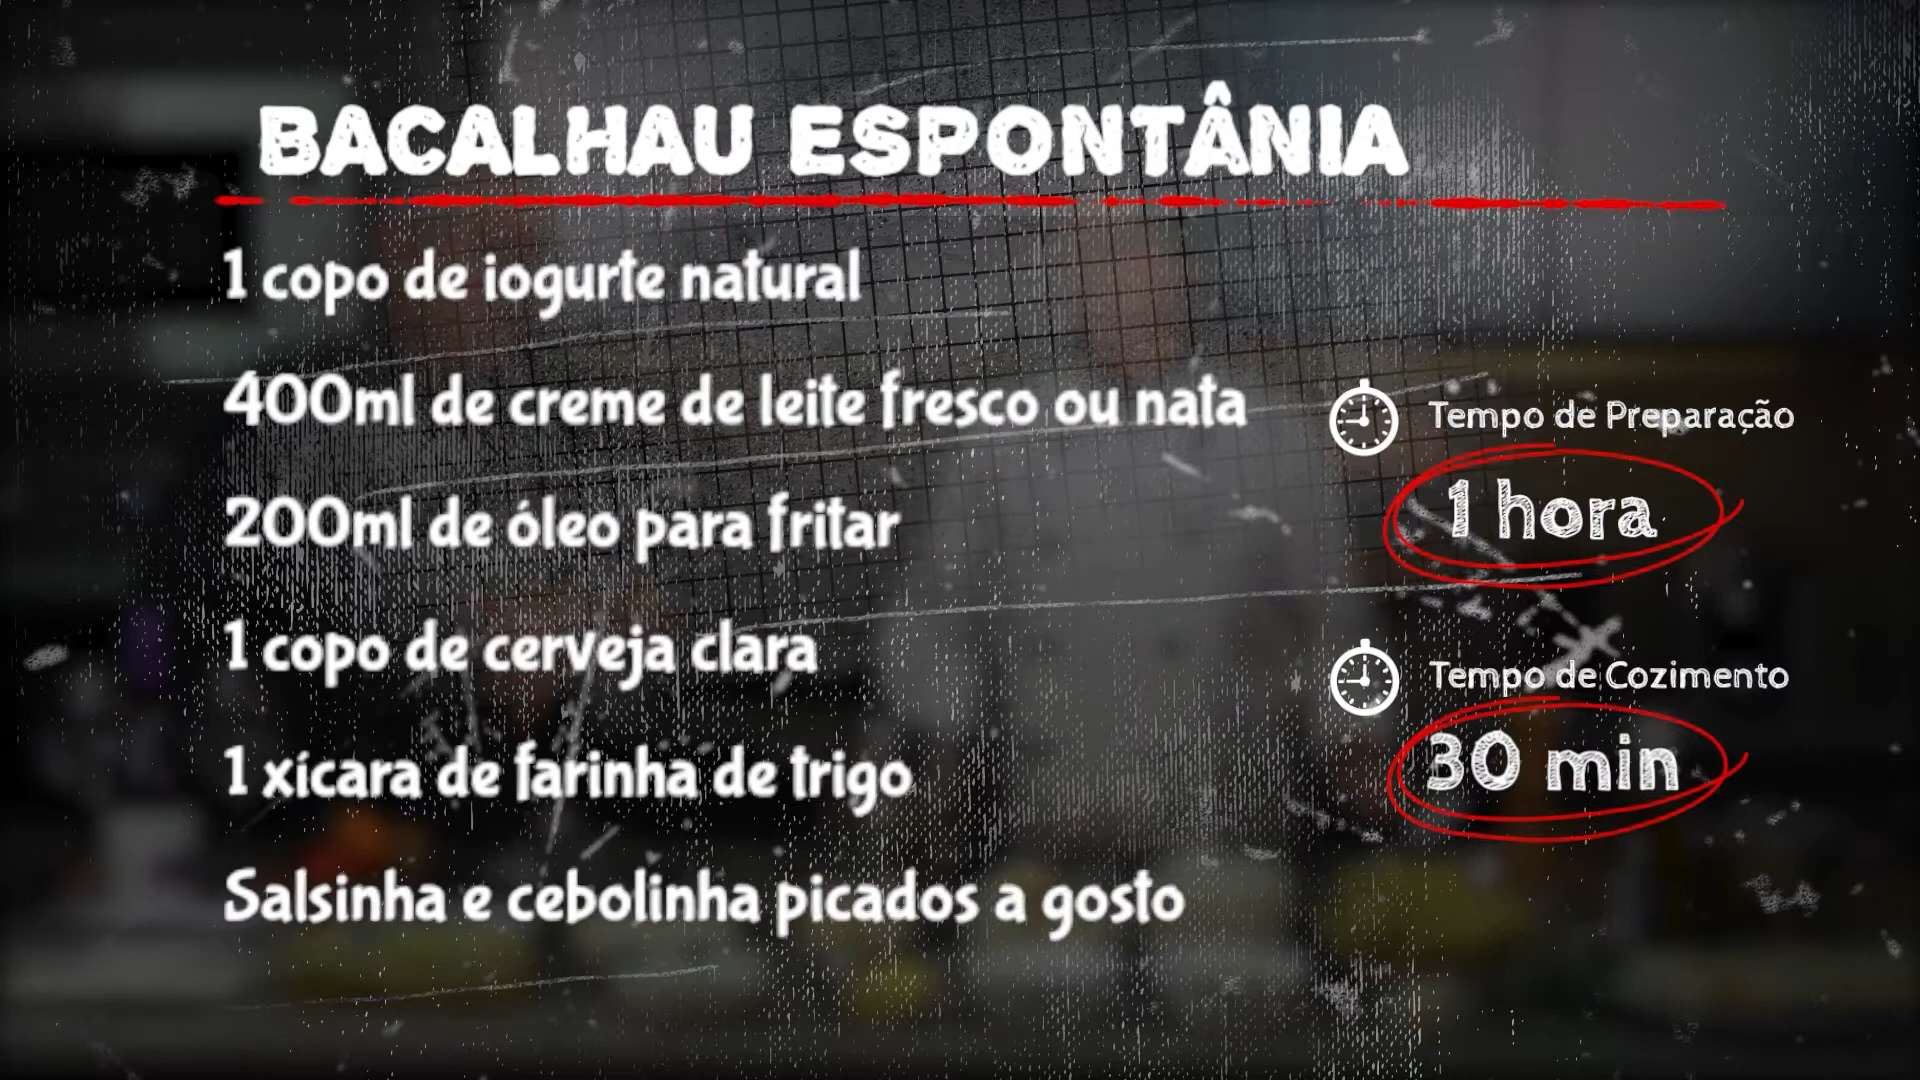 BACALHAU ESPONTÂNIA
1 copo de iogurte natural
400ml de creme de leite fresco ou nata
200ml de óleo para fritar
1 copo de cerveja clara
1 xícara de farinha de trigo
Salsinha e cebolinha picados a gosto
Tempo de Preparação
1 hora
Tempo de Cozimento
30 min